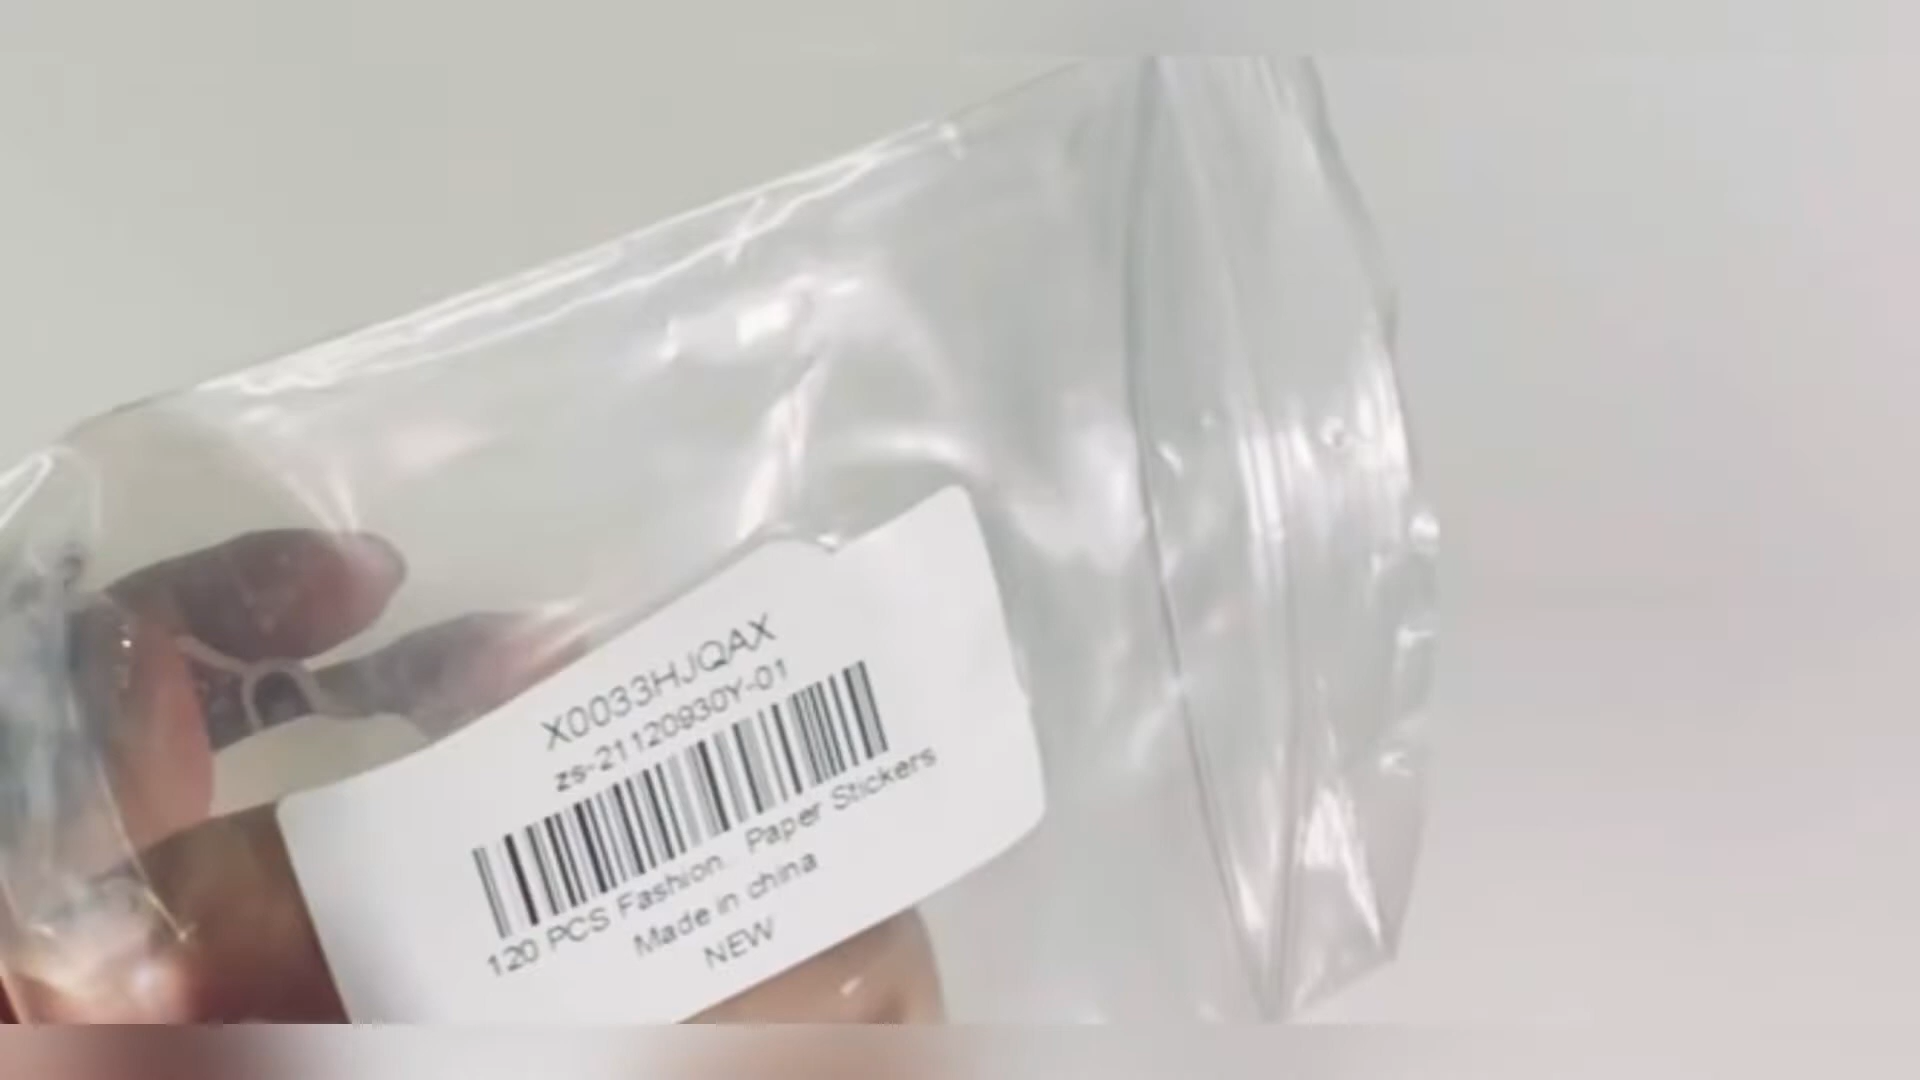 X0033HJQAX
zs-21120930Y-01
120 PCS Fashion. Paper Stickers
Made in china
NEW